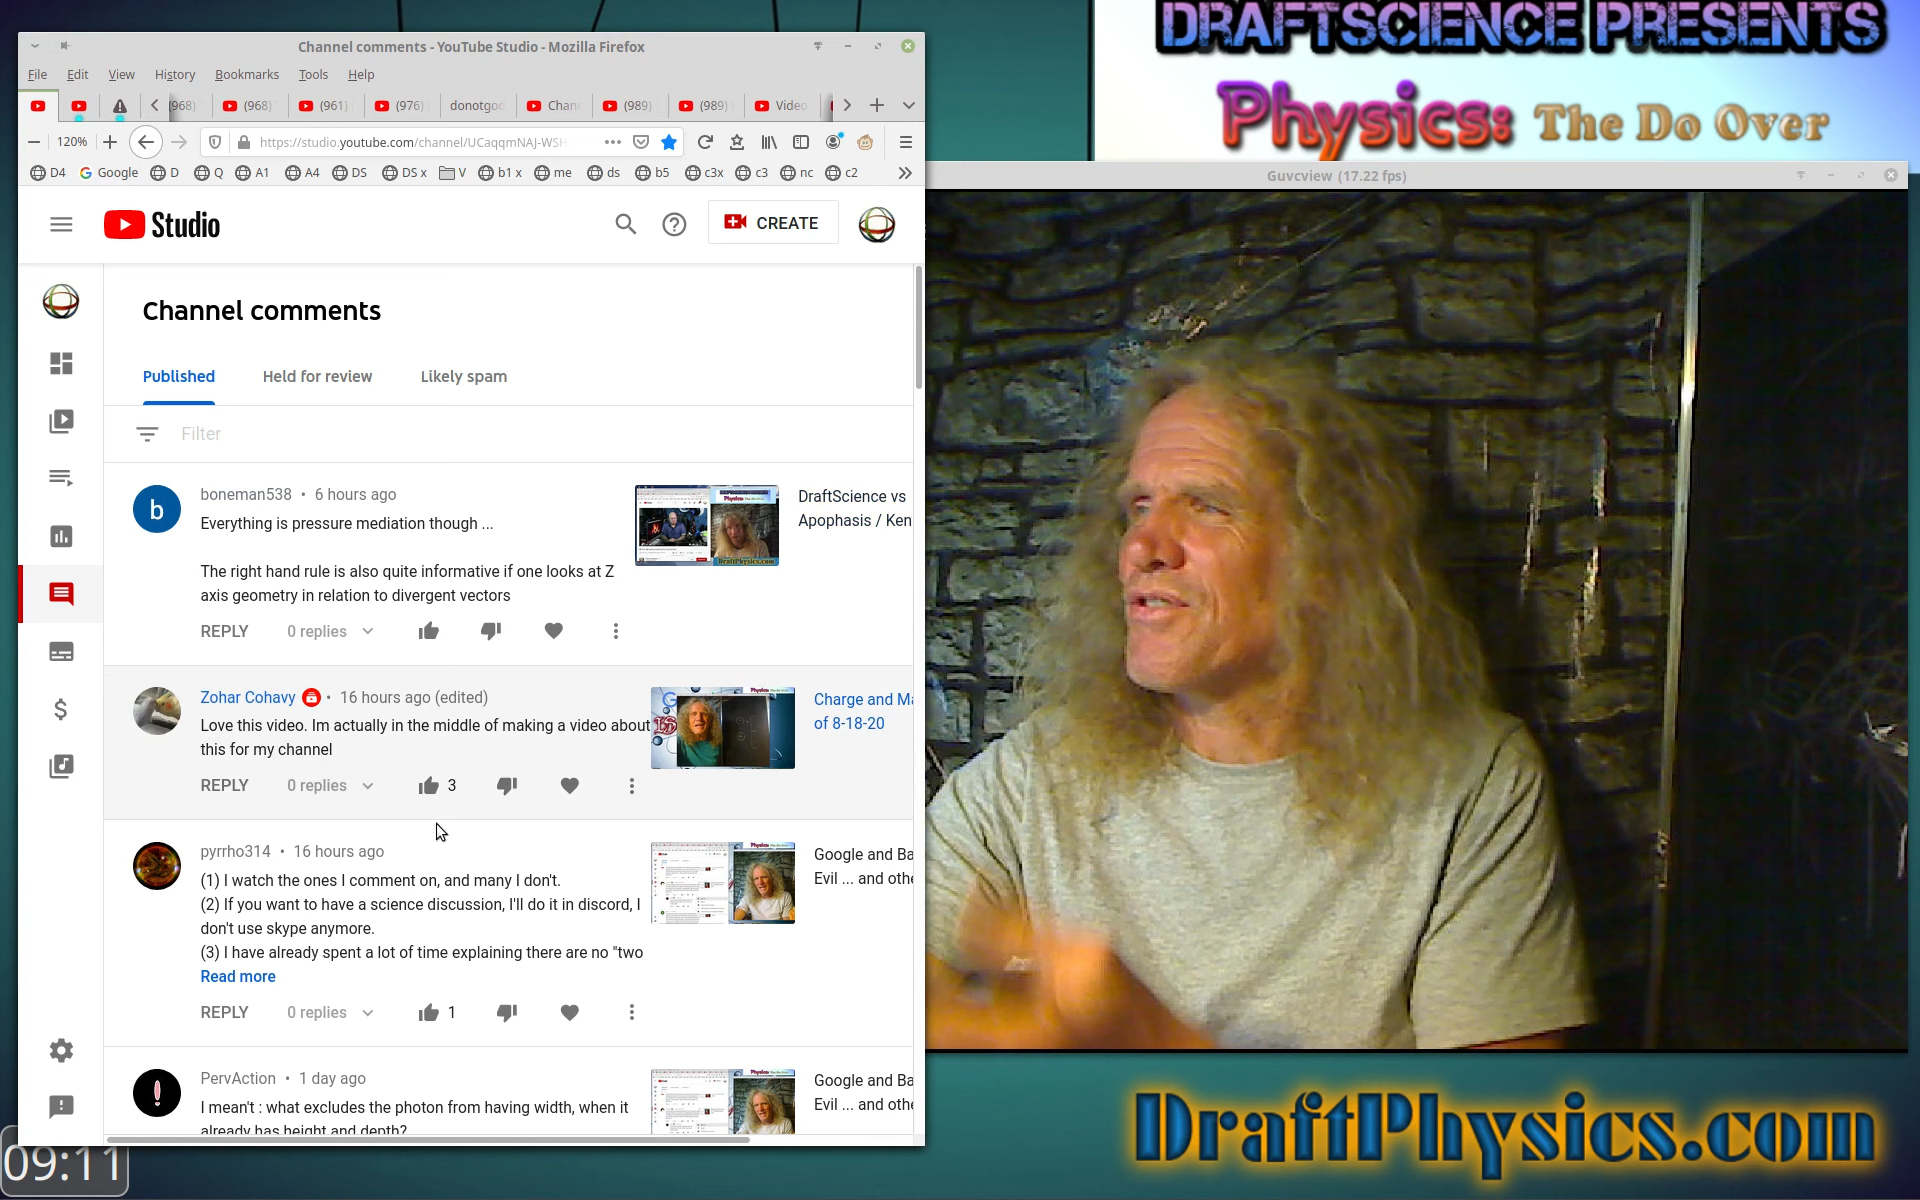 DRAFTSCIENCE PRESENTS
Physics: The Do Over
Channel comments - YouTube Studio - Mozilla Firefox
File Edit View History Bookmarks Tools Help
(968) (968) (961) (976) donotgod Chan (989) (989) Video
120% https://studio.youtube.com/channel/UCaqqmNAJ-WSH
D4 Google D Q A1 A4 DS DS x V b1 x me ds b5 c3x c3 nc c2
Guvcview (17.22 fps)
Studio
CREATE
Channel comments
Published Held for review Likely spam
Filter
b
boneman538 • 6 hours ago
Everything is pressure mediation though ...
The right hand rule is also quite informative if one looks at Z
axis geometry in relation to divergent vectors
DraftScience vs
Apophasis / Ken
REPLY 0 replies
Zohar Cohavy • 16 hours ago (edited)
Love this video. Im actually in the middle of making a video about
this for my channel
Charge and Ma
of 8-18-20
REPLY 0 replies 3
pyrrho314 • 16 hours ago
(1) I watch the ones I comment on, and many I don't.
(2) If you want to have a science discussion, I'll do it in discord, I
don't use skype anymore.
(3) I have already spent a lot of time explaining there are no "two
Read more
Google and Ba
Evil ... and othe
REPLY 0 replies 1
PervAction • 1 day ago
I mean't : what excludes the photon from having width, when it
already has height and depth?
Google and Ba
Evil ... and othe
09:11
DraftPhysics.com